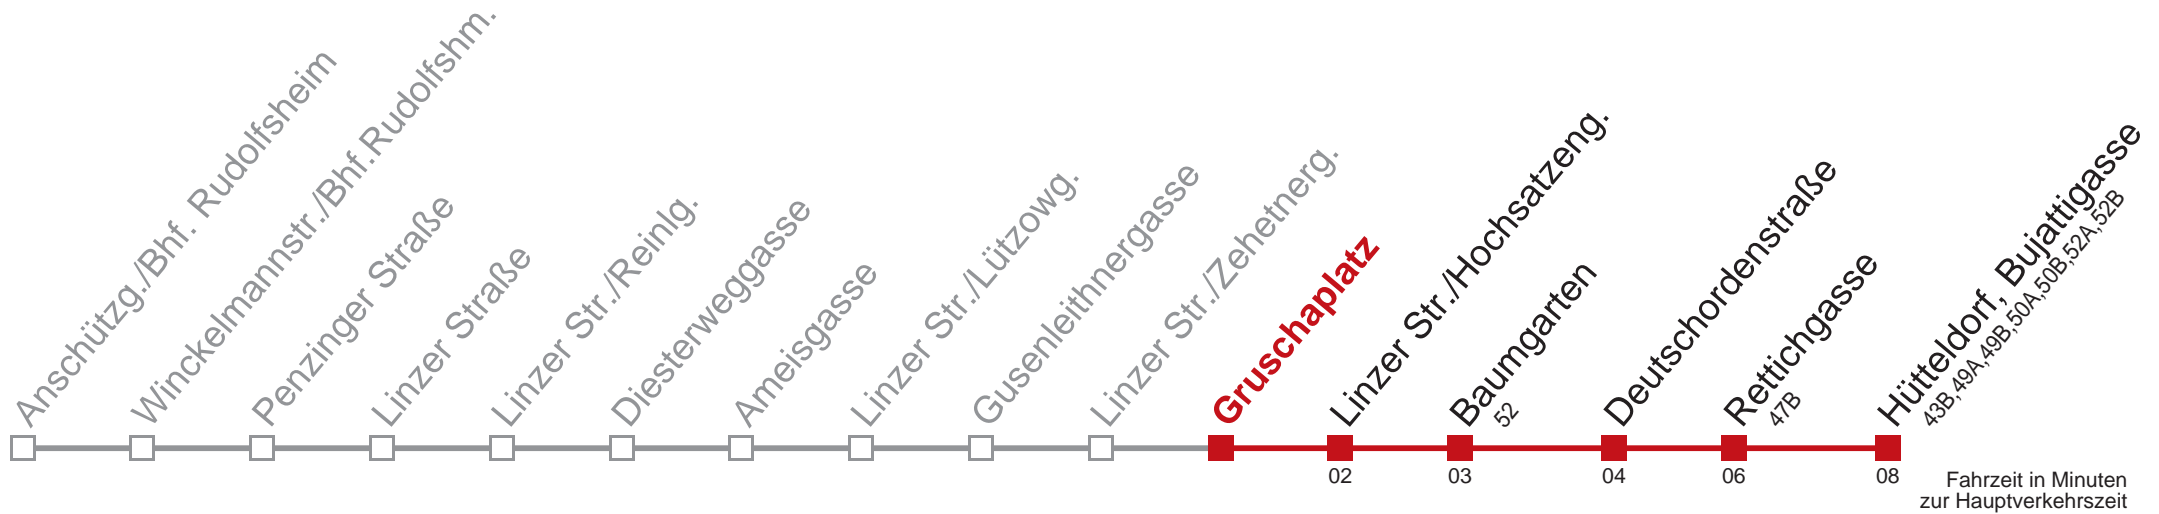 Anschützg./Bhf. Rudolfsheim
Winckelmannstr./Bhf.Rudolfshm.
Penzinger Straße
Linzer Straße
Linzer Str./Reinlg.
Diesterweggasse
Ameisgasse
Linzer Str./Lützowg.
Gusenleithnergasse
Linzer Str./Zehetnerg.
Gruschaplatz
Linzer Str./Hochsatzeng.
Baumgarten
52
Deutschordenstraße
Rettichgasse
47B
Hütteldorf, Bujattigasse
43B,49A,49B,50A,50B,52A,52B
02
03
04
06
08
Fahrzeit in Minuten
zur Hauptverkehrszeit